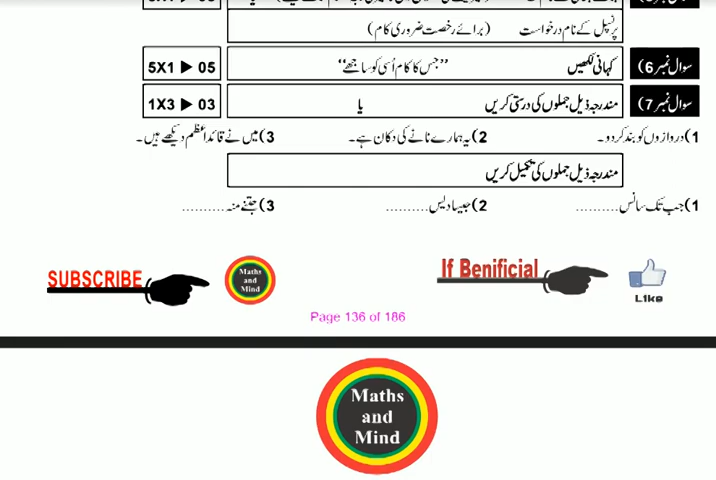 پرنسپل کے نام درخواست (برائے رخصت ضروری کام)
سوال نمبر 6) کہانی لکھیں ”جس کا کام اُسی کو ساجھے“ 5X1 ▶ 05
سوال نمبر 7) مندرجہ ذیل جملوں کی درستی کریں یا 1X3 ▶ 03
1) دروازوں کو بند کر دو۔ 2) یہ ہمارے نانے کی دکان ہے۔ 3) میں نے قائداعظم دیکھے ہیں۔
مندرجہ ذیل جملوں کی تکمیل کریں
1) جب تک سانس .......... 2) جیسا دیس .......... 3) جتنے منہ ..........
SUBSCRIBE
Maths
and
Mind
If Benificial
Like
Page 136 of 186
Maths
and
Mind